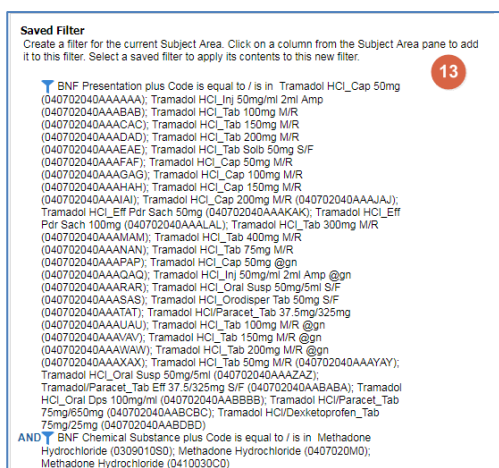 Saved Filter
Create a filter for the current Subject Area. Click on a column from the Subject Area pane to add
it to this filter. Select a saved filter to apply its contents to this new filter.
13
BNF Presentation plus Code is equal to / is in Tramadol HCl_Cap 50mg
(040702040AAAAAA); Tramadol HCl_Inj 50mg/ml 2ml Amp
(040702040AAABAB); Tramadol HCl_Tab 100mg M/R
(040702040AAACAC); Tramadol HCl_Tab 150mg M/R
(040702040AAADAD); Tramadol HCl_Tab 200mg M/R
(040702040AAAEAE); Tramadol HCl_Tab Solb 50mg S/F
(040702040AAAFAF); Tramadol HCl_Cap 50mg M/R
(040702040AAAGAG); Tramadol HCl_Cap 100mg M/R
(040702040AAAHAH); Tramadol HCl_Cap 150mg M/R
(040702040AAAIAI); Tramadol HCl_Cap 200mg M/R (040702040AAAJAJ);
Tramadol HCl_Eff Pdr Sach 50mg (040702040AAAKAK); Tramadol HCl_Eff
Pdr Sach 100mg (040702040AAALAL); Tramadol HCl_Tab 300mg M/R
(040702040AAAMAM); Tramadol HCl_Tab 400mg M/R
(040702040AAANAN); Tramadol HCl_Tab 75mg M/R
(040702040AAAPAP); Tramadol HCl_Cap 50mg @gn
(040702040AAAQAQ); Tramadol HCl_Inj 50mg/ml 2ml Amp @gn
(040702040AAARAR); Tramadol HCl_Oral Susp 50mg/5ml S/F
(040702040AAASAS); Tramadol HCl_Orodisper Tab 50mg S/F
(040702040AAATAT); Tramadol HCl/Paracet_Tab 37.5mg/325mg
(040702040AAAUAU); Tramadol HCl_Tab 100mg M/R @gn
(040702040AAAVAV); Tramadol HCl_Tab 150mg M/R @gn
(040702040AAAWAW); Tramadol HCl_Tab 200mg M/R @gn
(040702040AAAXAX); Tramadol HCl_Tab 50mg M/R (040702040AAAYAY);
Tramadol HCl_Oral Susp 50mg/5ml (040702040AAAZAZ);
Tramadol/Paracet_Tab Eff 37.5/325mg S/F (040702040AABABA); Tramadol
HCl_Oral Dps 100mg/ml (040702040AABBBB); Tramadol HCl/Paracet_Tab
75mg/650mg (040702040AABCBC); Tramadol HCl/Dexketoprofen_Tab
75mg/25mg (040702040AABDBD)
AND BNF Chemical Substance plus Code is equal to / is in Methadone
Hydrochloride (0309010S0); Methadone Hydrochloride (0407020M0);
Methadone Hydrochloride (0410030C0)